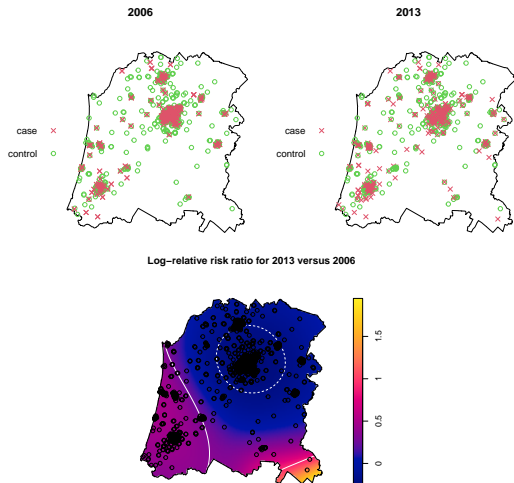 2006
2013
case ×
control ○
case ×
control ○
Log−relative risk ratio for 2013 versus 2006
1.5
1
0.5
0